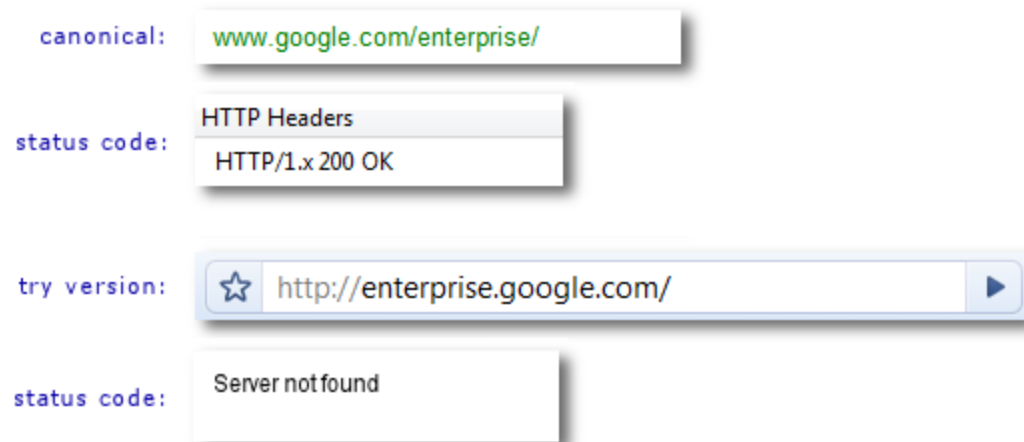 canonical: www.google.com/enterprise/
HTTP Headers
status code: HTTP/1.x 200 OK
try version: http://enterprise.google.com/
Server not found
status code: